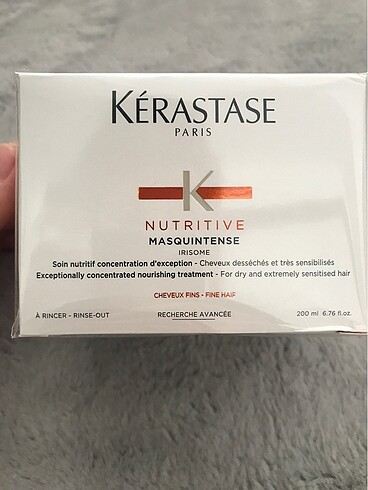 KÉRASTASE
PARIS
K
NUTRITIVE
MASQUINTENSE
IRISOME
Soin nutritif concentration d'exception - Cheveux desséchés et très sensibilisés
Exceptionally concentrated nourishing treatment - For dry and extremely sensitised hair
CHEVEUX FINS - FINE HAIR
À RINCER - RINSE-OUT
RECHERCHE AVANCÉE
200 ml 6.76 fl.oz.